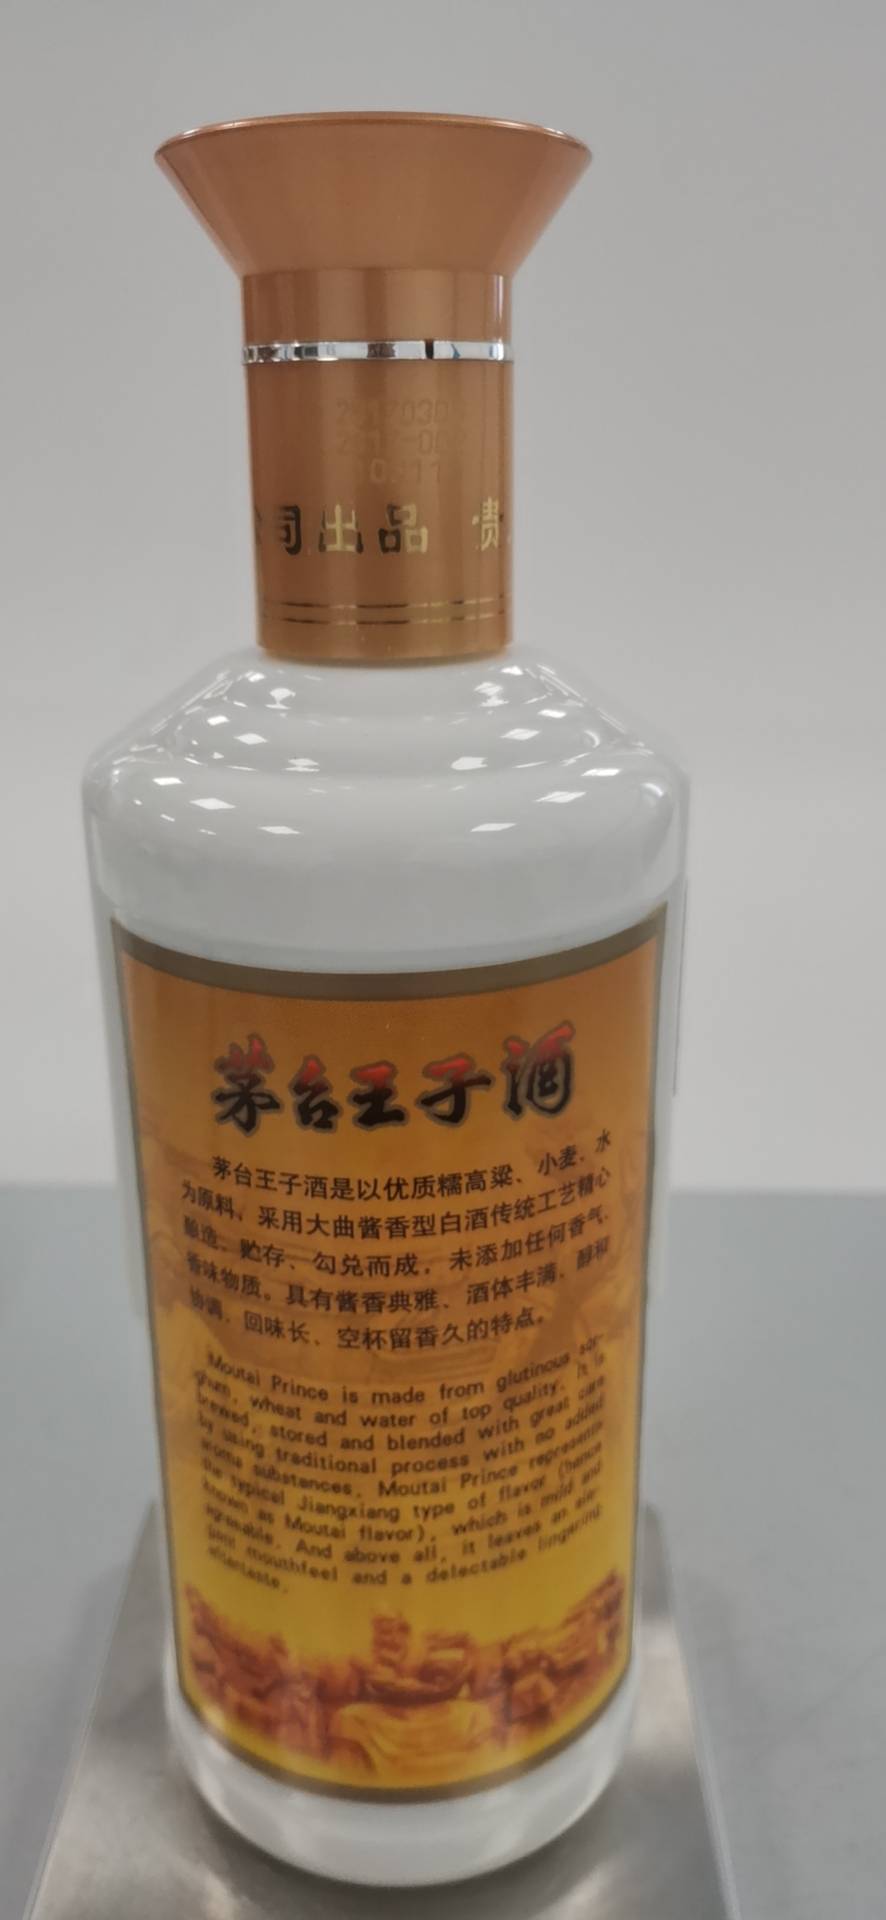 2017030
2017-002
10:11
公司出品 贵
茅台王子酒
茅台王子酒是以优质糯高粱、小麦、水
为原料，采用大曲酱香型白酒传统工艺精心
酿造、贮存、勾兑而成，未添加任何香气、
香味物质。具有酱香典雅、酒体丰满、醇和
协调、回味长、空杯留香久的特点。
Moutai Prince is made from glutinous sor-
ghum, wheat and water of top quality. It is
brewed, stored and blended with great care
by using traditional process with no added
aroma substances. Moutai Prince represents
the typical Jiangxiang type of flavor (hence
known as Moutai flavor), which is mild and
agreeable. And above all, it leaves an ele-
gant mouthfeel and a delectable lingering
aftertaste.